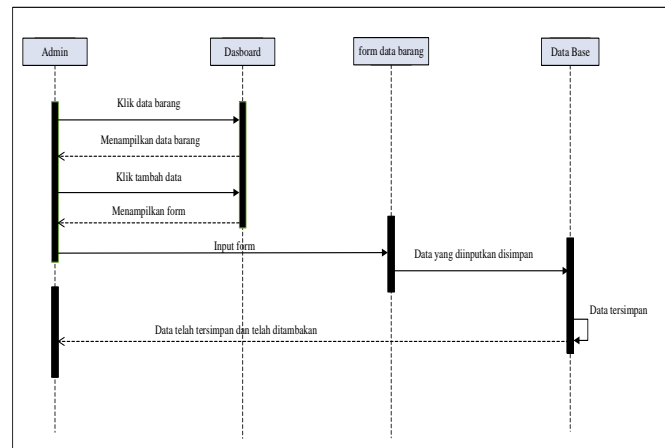 Admin
Dasboard
form data barang
Data Base
Klik data barang
Menampilkan data barang
Klik tambah data
Menampilkan form
Input form
Data yang diinputkan disimpan
Data tersimpan
Data telah tersimpan dan telah ditambakan